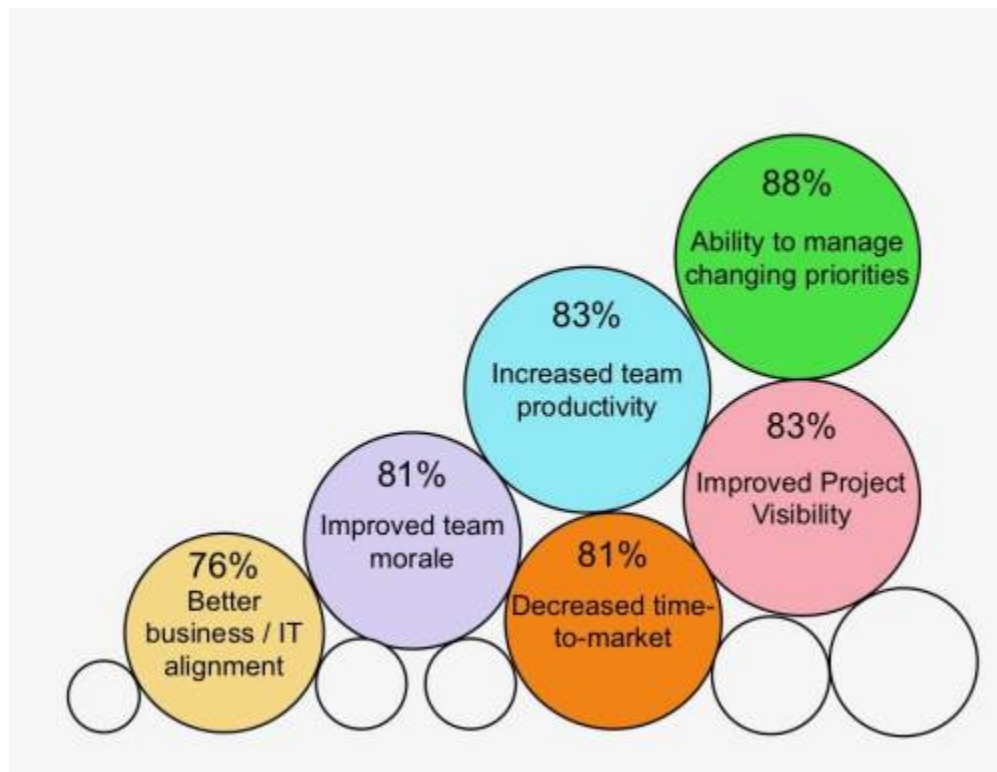 88%
Ability to manage
changing priorities
83%
Increased team
productivity
83%
Improved Project
Visibility
81%
Improved team
morale
81%
Decreased time-
to-market
76%
Better
business / IT
alignment